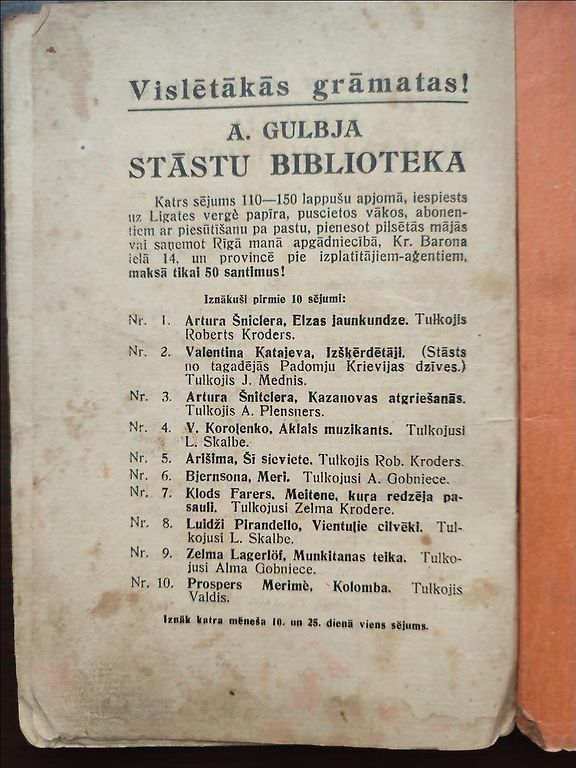 Vislētākās grāmatas!
A. GULBJA
STĀSTU BIBLIOTEKA
Katrs sējums 110—150 lappušu apjomā, iespiests
uz Ligates vergè papīra, puscietos vākos, abonen-
tiem ar piesūtīšanu pa pastu, pienesot pilsētās mājās
vai saņemot Rīgā manā apgādniecībā, Kr. Barona
ielā 14, un provincē pie izplatītājiem-aģentiem,
maksā tikai 50 santimus!
Iznākuši pirmie 10 sējumi:
Nr. 1. Artura Šniclera, Elzas jaunkundze. Tulkojis
Roberts Kroders.
Nr. 2. Valentina Katajeva, Izšķērdētāji. (Stāsts
no tagadējās Padomju Krievijas dzīves.)
Tulkojis J. Mednis.
Nr. 3. Artura Šnitclera, Kazanovas atgriešanās.
Tulkojis A. Plensners.
Nr. 4. V. Koroļenko, Aklais muzikants. Tulkojusi
L. Skalbe.
Nr. 5. Arišima, Šī sieviete. Tulkojis Rob. Kroders.
Nr. 6. Bjernsona, Meri. Tulkojusi A. Gobniece.
Nr. 7. Klods Farers, Meitene, kura redzēja pa-
sauli. Tulkojusi Zelma Krodere.
Nr. 8. Luidži Pirandello, Vientuļie cilvēki. Tul-
kojusi L. Skalbe.
Nr. 9. Zelma Lagerlöf, Munkitanas teika. Tulko-
jusi Alma Gobniece.
Nr. 10. Prospers Merimè, Kolomba. Tulkojis
Valdis.
Iznāk katra mēneša 10. un 25. dienā viens sējums.